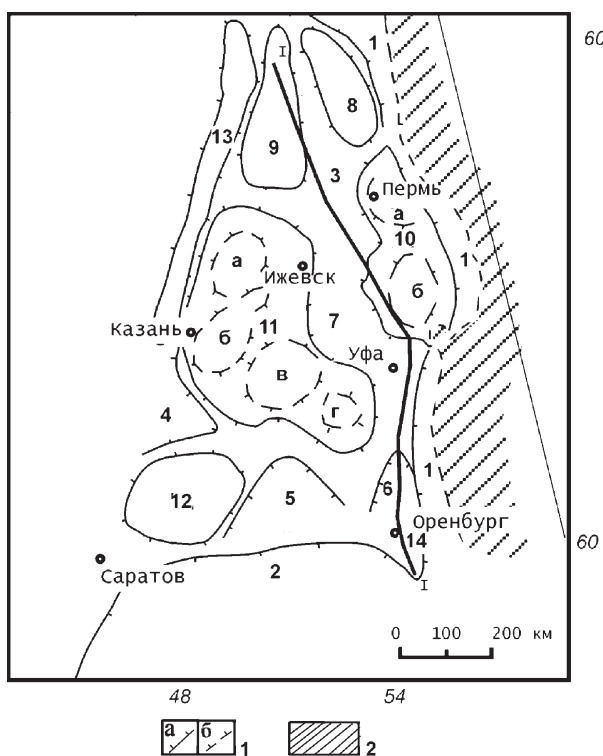 60
1
I
8
13
9
3
Пермь
а
10
а
Ижевск
1
б
Казань
б
11
7
в
Уфа
г
4
1
6
12
5
Оренбург
14
Саратов
2
I
60
0 100 200 км
48 54
а б 1 2